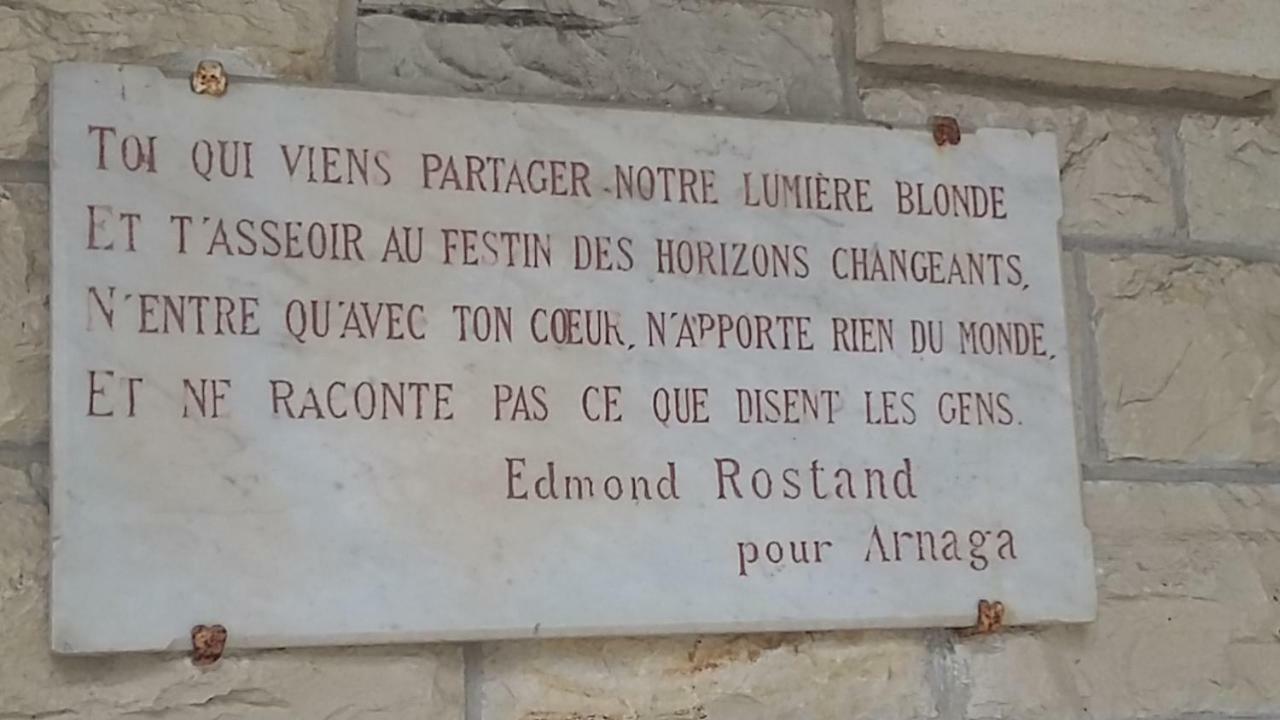 TOI QUI VIENS PARTAGER NOTRE LUMIÈRE BLONDE
ET T'ASSEOIR AU FESTIN DES HORIZONS CHANGEANTS,
N'ENTRE QU'AVEC TON CŒUR, N'APPORTE RIEN DU MONDE,
ET NE RACONTE PAS CE QUE DISENT LES GENS.
Edmond Rostand
pour Arnaga